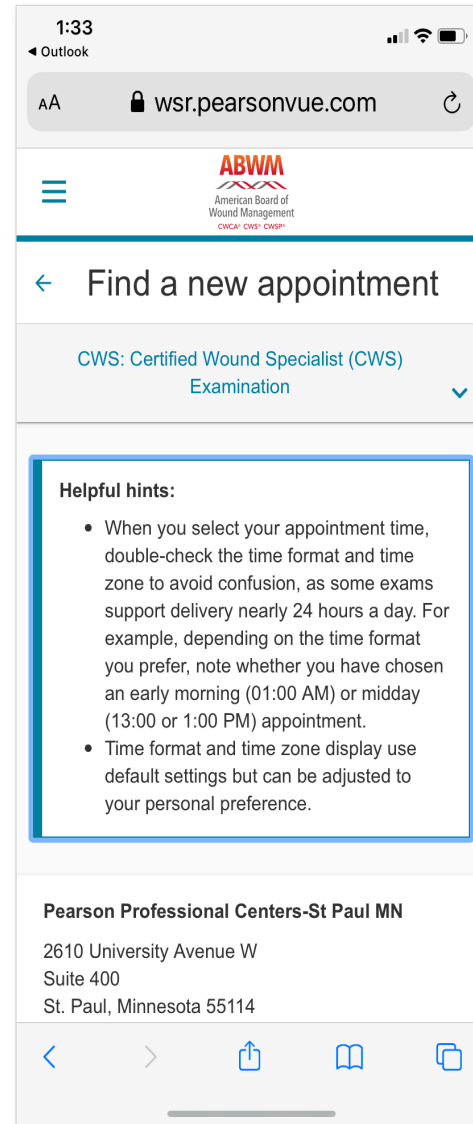 1:33
◀ Outlook
AA wsr.pearsonvue.com
ABWM
American Board of
Wound Management
CWCA® CWS® CWSP®
Find a new appointment
CWS: Certified Wound Specialist (CWS)
Examination
Helpful hints:
• When you select your appointment time,
double-check the time format and time
zone to avoid confusion, as some exams
support delivery nearly 24 hours a day. For
example, depending on the time format
you prefer, note whether you have chosen
an early morning (01:00 AM) or midday
(13:00 or 1:00 PM) appointment.
• Time format and time zone display use
default settings but can be adjusted to
your personal preference.
Pearson Professional Centers-St Paul MN
2610 University Avenue W
Suite 400
St. Paul, Minnesota 55114